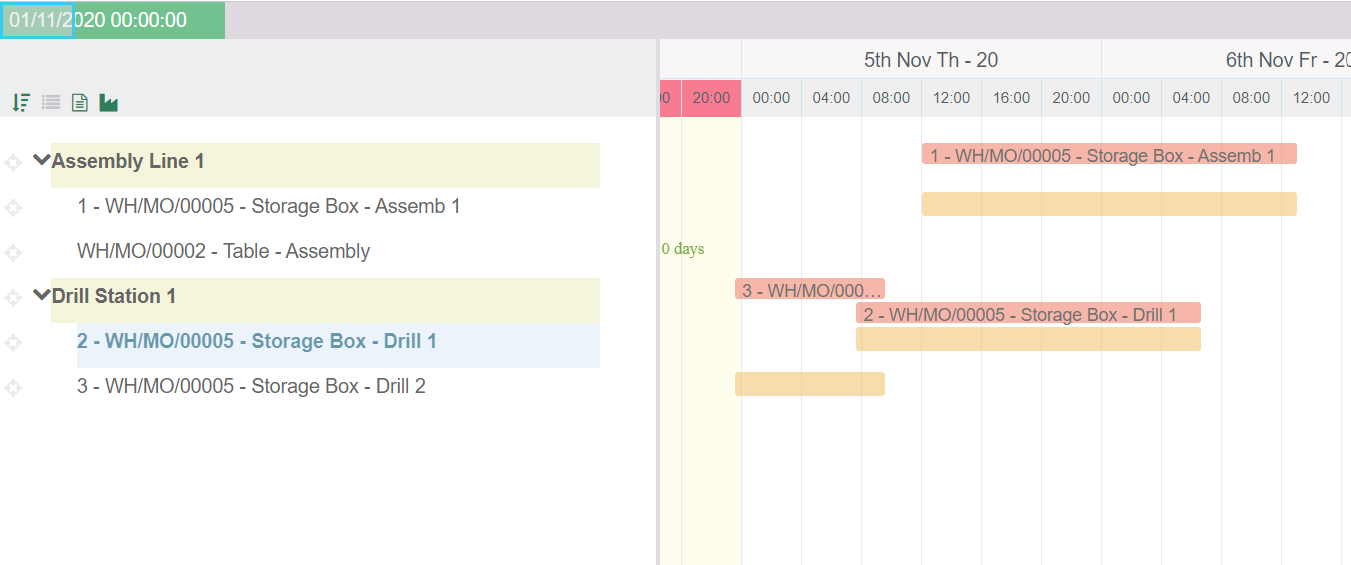 01/11/2020 00:00:00
5th Nov Th - 20
6th Nov Fr - 20
00 20:00 00:00 04:00 08:00 12:00 16:00 20:00 00:00 04:00 08:00 12:00
Assembly Line 1
1 - WH/MO/00005 - Storage Box - Assemb 1
1 - WH/MO/00005 - Storage Box - Assemb 1
WH/MO/00002 - Table - Assembly
0 days
Drill Station 1
3 - WH/MO/000...
2 - WH/MO/00005 - Storage Box - Drill 1
2 - WH/MO/00005 - Storage Box - Drill 1
3 - WH/MO/00005 - Storage Box - Drill 2